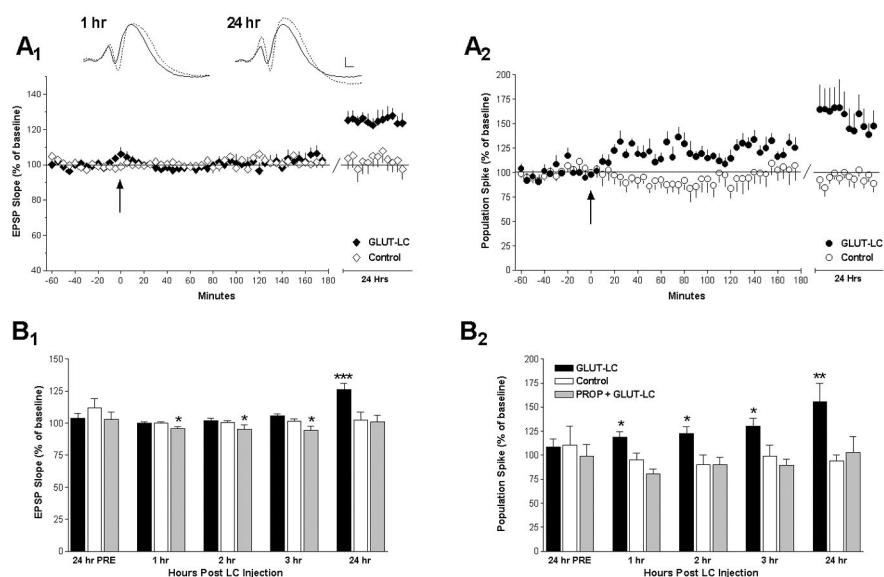 A1
1 hr
24 hr
EPSP Slope (% of baseline)
140
120
100
80
60
40
GLUT-LC
Control
-60 -40 -20 0 20 40 60 80 100 120 140 160 180
24 Hrs
Minutes
A2
Population Spike (% of baseline)
200
175
150
125
100
75
50
25
0
GLUT-LC
Control
-60 -40 -20 0 20 40 60 80 100 120 140 160 180
24 Hrs
Minutes
B1
EPSP Slope (% of baseline)
150
125
100
75
50
25
0
* * * ***
24 hr PRE 1 hr 2 hr 3 hr 24 hr
Hours Post LC Injection
B2
Population Spike (% of baseline)
200
175
150
125
100
75
50
25
0
GLUT-LC
Control
PROP + GLUT-LC
* * * **
24 hr PRE 1 hr 2 hr 3 hr 24 hr
Hours Post LC Injection